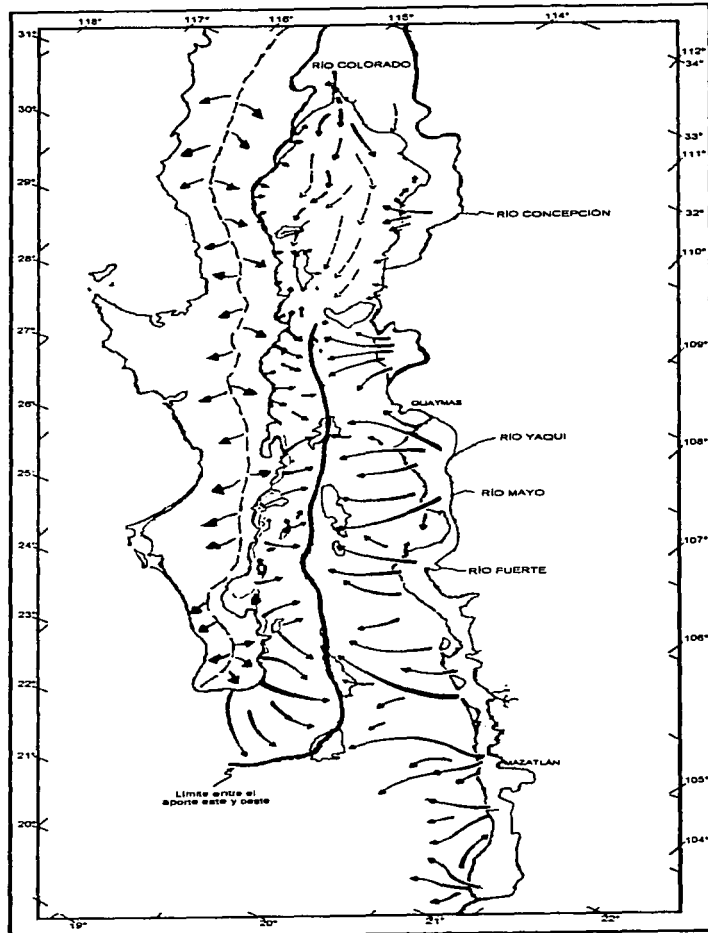 118° 117° 116° 115° 114°
31°
112°
34°
RÍO COLORADO
30°
33°
111°
29°
32°
RÍO CONCEPCIÓN
110°
28°
27°
109°
26°
GUAYMAS
RÍO YAQUI
108°
25°
RÍO MAYO
24°
107°
RÍO FUERTE
23°
106°
22°
21°
MAZATLÁN
105°
Límite entre el
aporte este y oeste
20°
104°
19° 20° 21° 22°